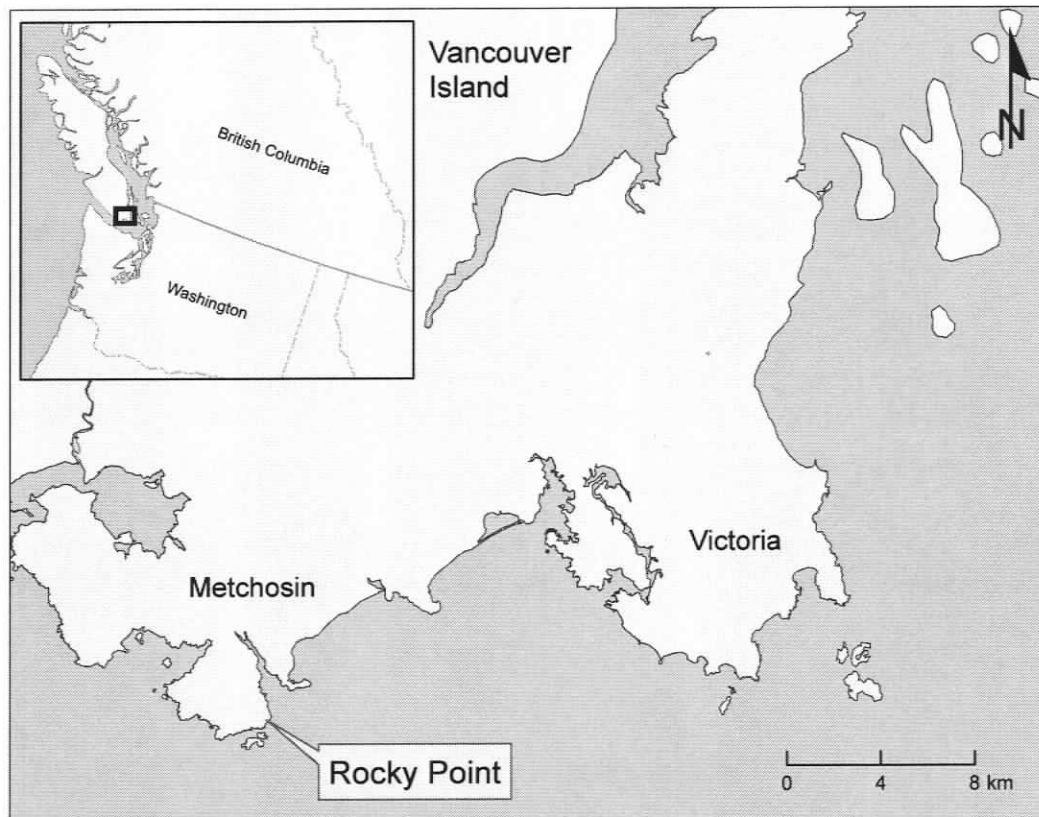 Vancouver
Island
N
British Columbia
Washington
Victoria
Metchosin
Rocky Point
0 4 8 km